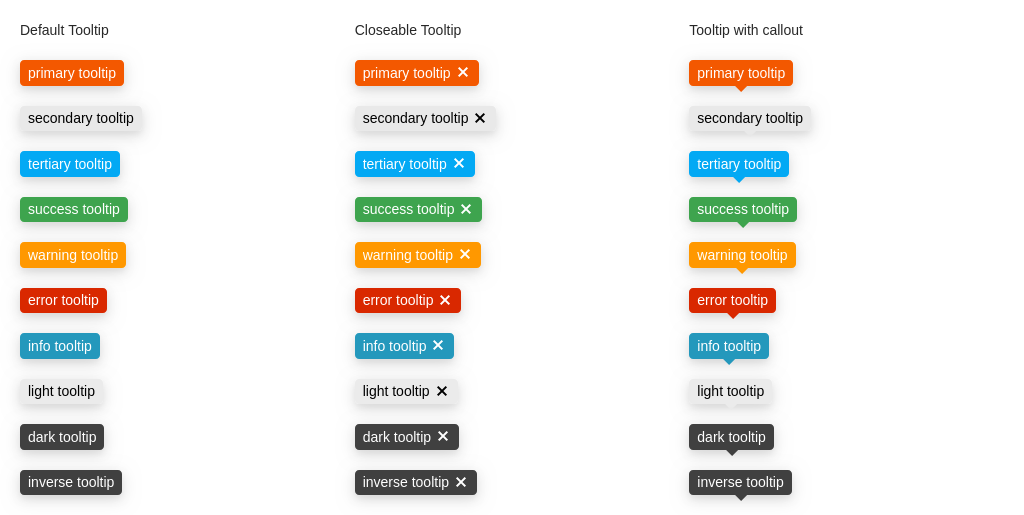 Default Tooltip
primary tooltip
secondary tooltip
tertiary tooltip
success tooltip
warning tooltip
error tooltip
info tooltip
light tooltip
dark tooltip
inverse tooltip
Closeable Tooltip
primary tooltip ✕
secondary tooltip ✕
tertiary tooltip ✕
success tooltip ✕
warning tooltip ✕
error tooltip ✕
info tooltip ✕
light tooltip ✕
dark tooltip ✕
inverse tooltip ✕
Tooltip with callout
primary tooltip
secondary tooltip
tertiary tooltip
success tooltip
warning tooltip
error tooltip
info tooltip
light tooltip
dark tooltip
inverse tooltip